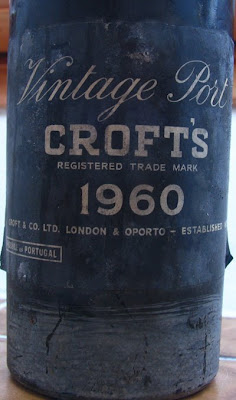 Vintage Port
CROFT'S
REGISTERED TRADE MARK
1960
CROFT & CO. LTD. LONDON & OPORTO - ESTABLISHED
OF PORTUGAL